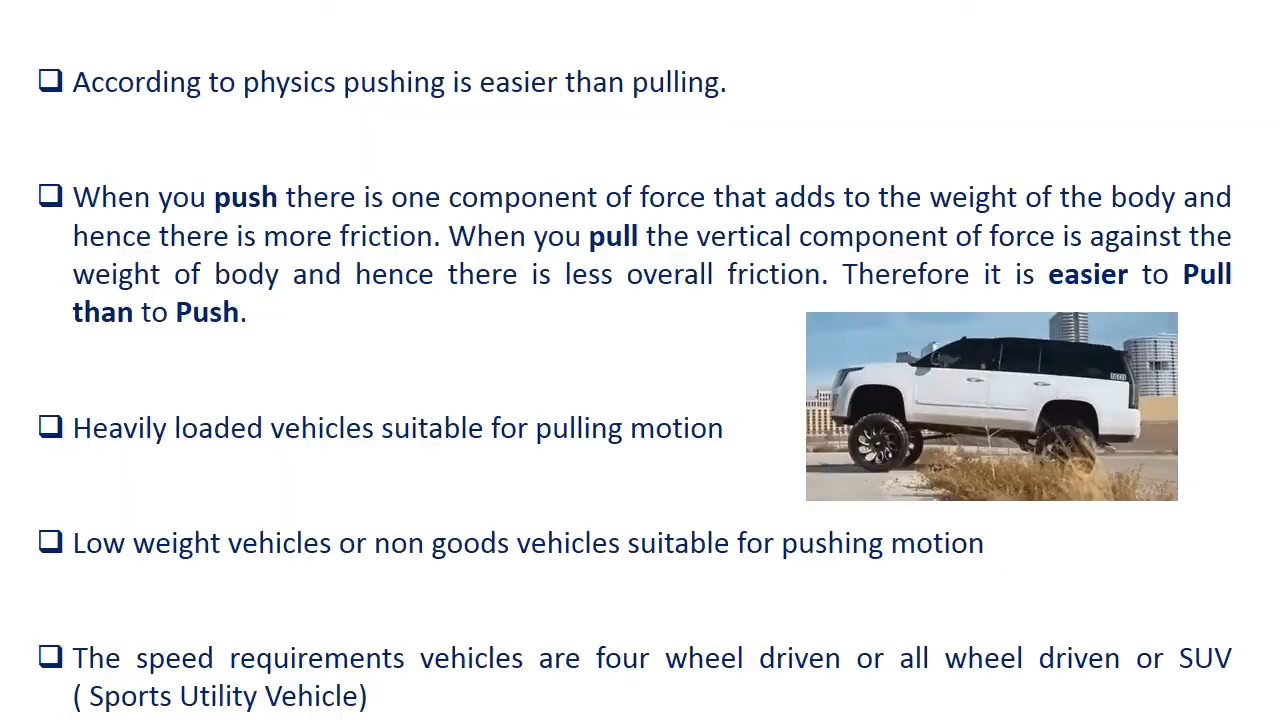 ❑ According to physics pushing is easier than pulling.
❑ When you push there is one component of force that adds to the weight of the body and
hence there is more friction. When you pull the vertical component of force is against the
weight of body and hence there is less overall friction. Therefore it is easier to Pull
than to Push.
❑ Heavily loaded vehicles suitable for pulling motion
❑ Low weight vehicles or non goods vehicles suitable for pushing motion
❑ The speed requirements vehicles are four wheel driven or all wheel driven or SUV
( Sports Utility Vehicle)